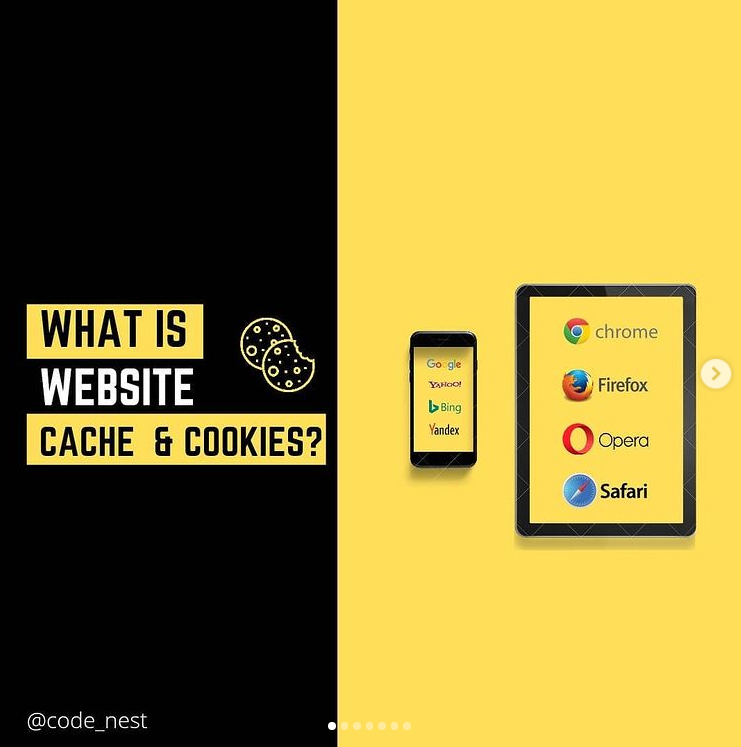 WHAT IS
WEBSITE
CACHE & COOKIES?
Google
YAHOO!
Bing
Yandex
chrome
Firefox
Opera
Safari
@code_nest